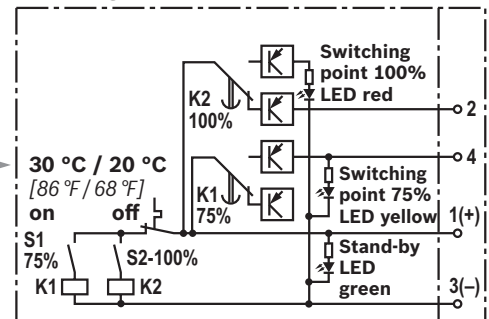 Switching
point 100%
LED red
K2
100%
2
4
30 °C / 20 °C
[86 °F / 68 °F]
on off
K1
75%
Switching
point 75%
LED yellow
1(+)
S1
75%
S2-100%
Stand-by
LED
green
K1 K2
3(–)